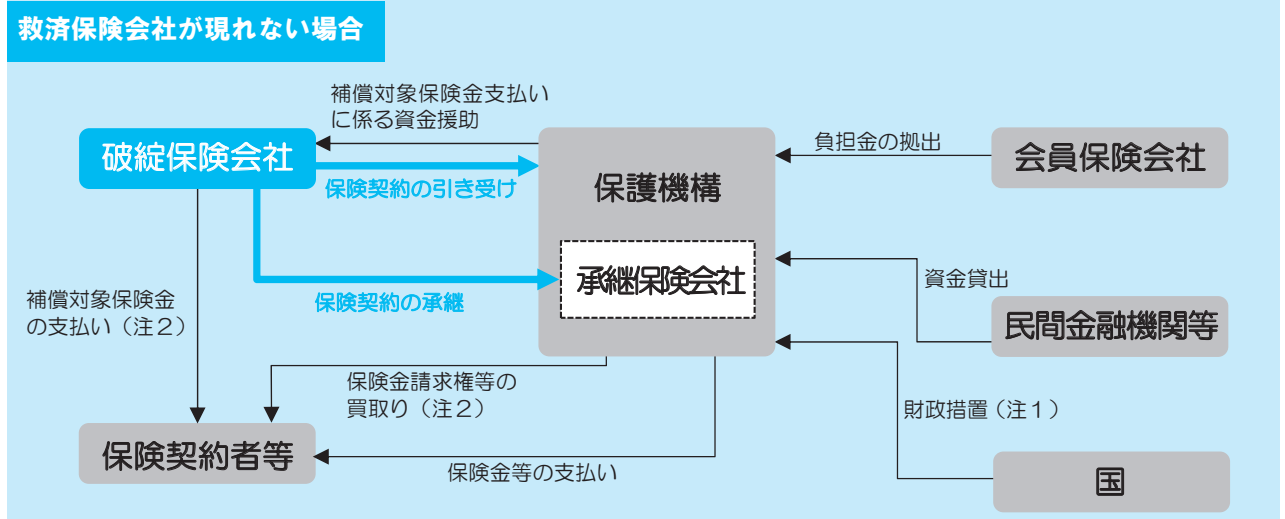 救済保険会社が現れない場合
補償対象保険金支払い
に係る資金援助
破綻保険会社
保険契約の引き受け
保護機構
負担金の拠出
会員保険会社
承継保険会社
保険契約の承継
資金貸出
民間金融機関等
補償対象保険金
の支払い（注２）
保険金請求権等の
買取り（注２）
財政措置（注１）
保険契約者等
保険金等の支払い
国